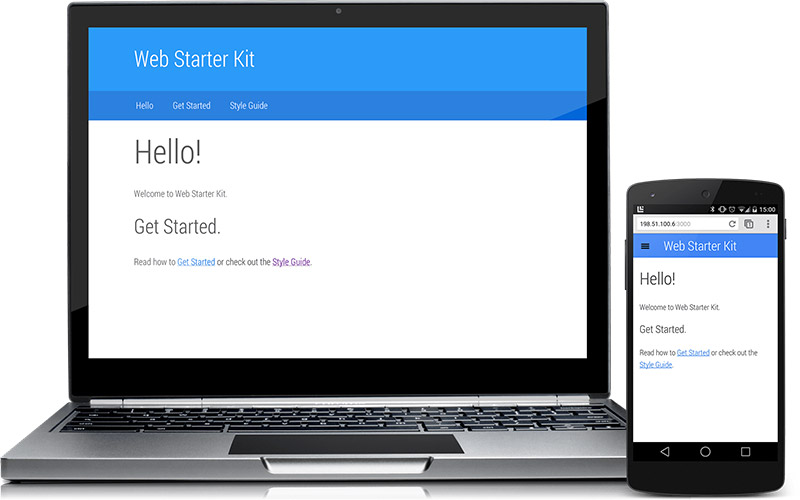 Web Starter Kit
Hello
Get Started
Style Guide
Hello!
Welcome to Web Starter Kit.
Get Started.
Read how to Get Started or check out the Style Guide.
15:00
198.51.100.6:3000
Web Starter Kit
Hello!
Welcome to Web Starter Kit.
Get Started.
Read how to Get Started or check out the
Style Guide.